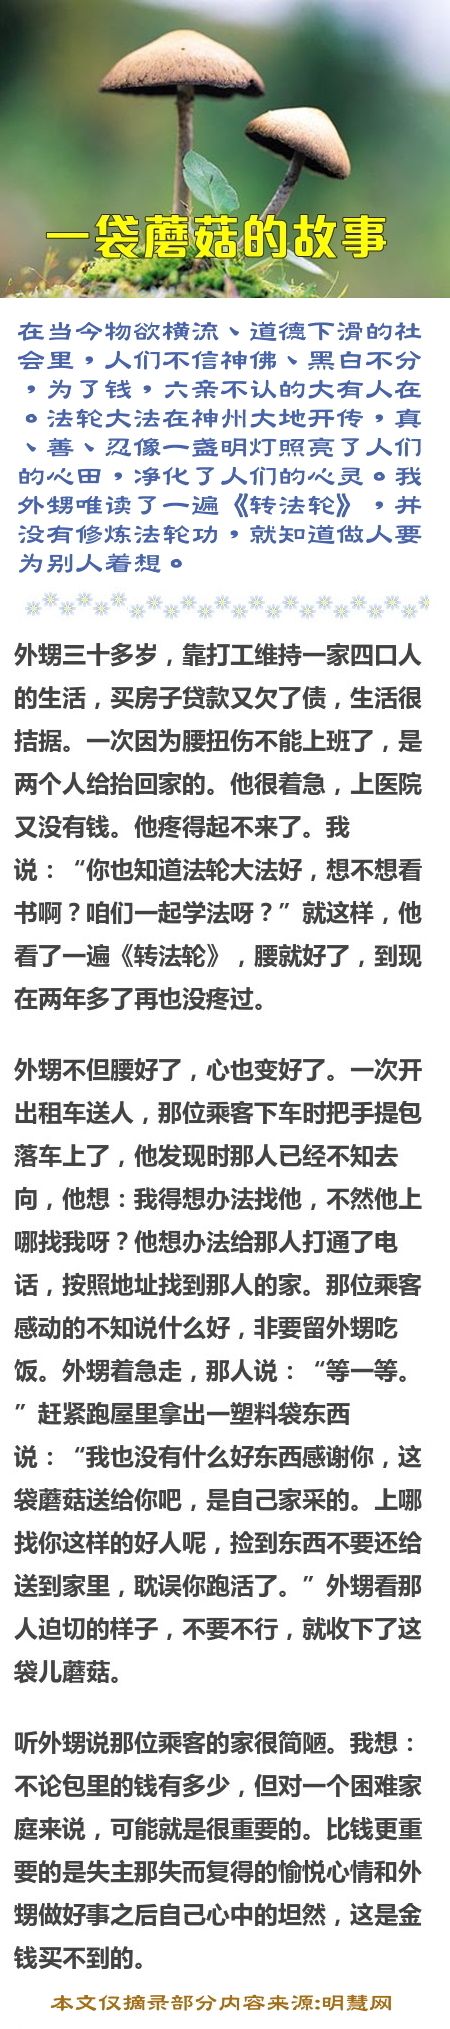 一袋蘑菇的故事
在当今物欲横流、道德下滑的社
会里，人们不信神佛、黑白不分
，为了钱，六亲不认的大有人在
。法轮大法在神州大地开传，真
、善、忍像一盏明灯照亮了人们
的心田，净化了人们的心灵。我
外甥唯读了一遍《转法轮》，并
没有修炼法轮功，就知道做人要
为别人着想。
外甥三十多岁，靠打工维持一家四口人
的生活，买房子贷款又欠了债，生活很
拮据。一次因为腰扭伤不能上班了，是
两个人给抬回家的。他很着急，上医院
又没有钱。他疼得起不来了。我
说：“你也知道法轮大法好，想不想看
书啊？咱们一起学法呀？”就这样，他
看了一遍《转法轮》，腰就好了，到现
在两年多了再也没疼过。
外甥不但腰好了，心也变好了。一次开
出租车送人，那位乘客下车时把手提包
落车上了，他发现时那人已经不知去
向，他想：我得想办法找他，不然他上
哪找我呀？他想办法给那人打通了电
话，按照地址找到那人的家。那位乘客
感动的不知说什么好，非要留外甥吃
饭。外甥着急走，那人说：“等一等。
”赶紧跑屋里拿出一塑料袋东西
说：“我也没有什么好东西感谢你，这
袋蘑菇送给你吧，是自己家采的。上哪
找你这样的好人呢，捡到东西不要还给
送到家里，耽误你跑活了。”外甥看那
人迫切的样子，不要不行，就收下了这
袋儿蘑菇。
听外甥说那位乘客的家很简陋。我想：
不论包里的钱有多少，但对一个困难家
庭来说，可能就是很重要的。比钱更重
要的是失主那失而复得的愉悦心情和外
甥做好事之后自己心中的坦然，这是金
钱买不到的。
本文仅摘录部分内容来源:明慧网